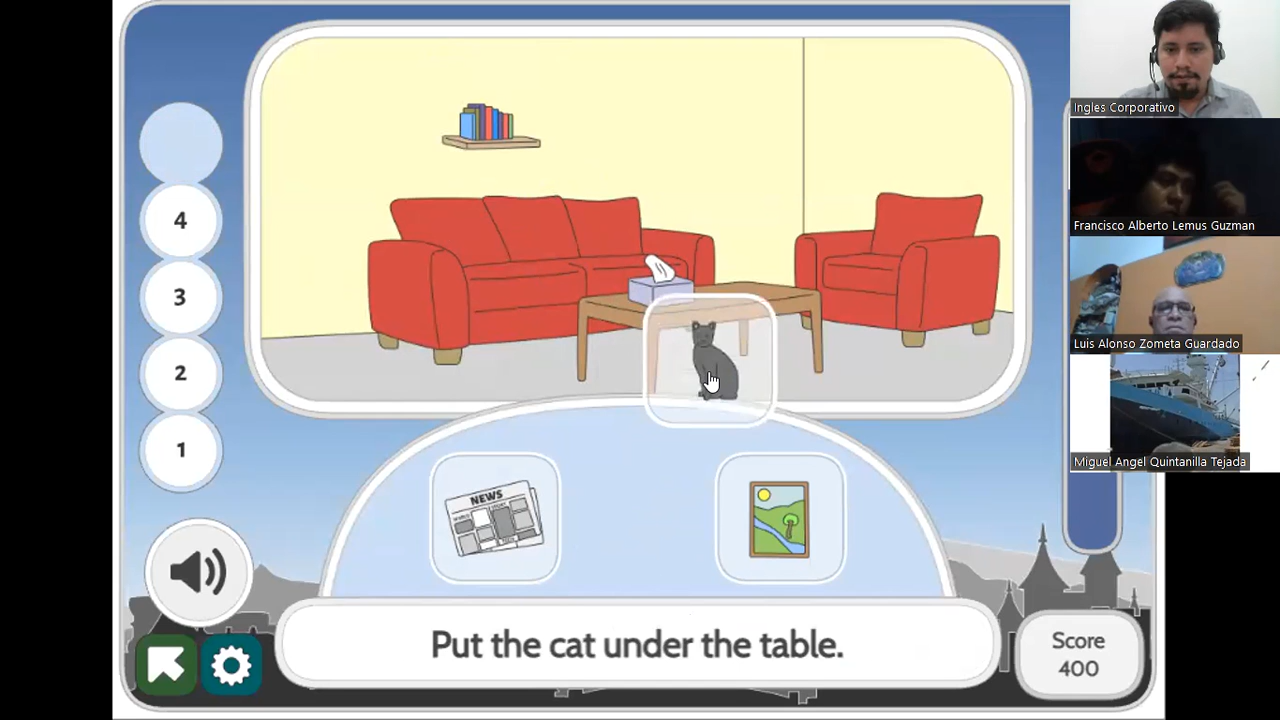 4
3
2
1
NEWS
Put the cat under the table.
Score
400
Ingles Corporativo
Francisco Alberto Lemus Guzman
Luis Alonso Zometa Guardado
Miguel Angel Quintanilla Tejada